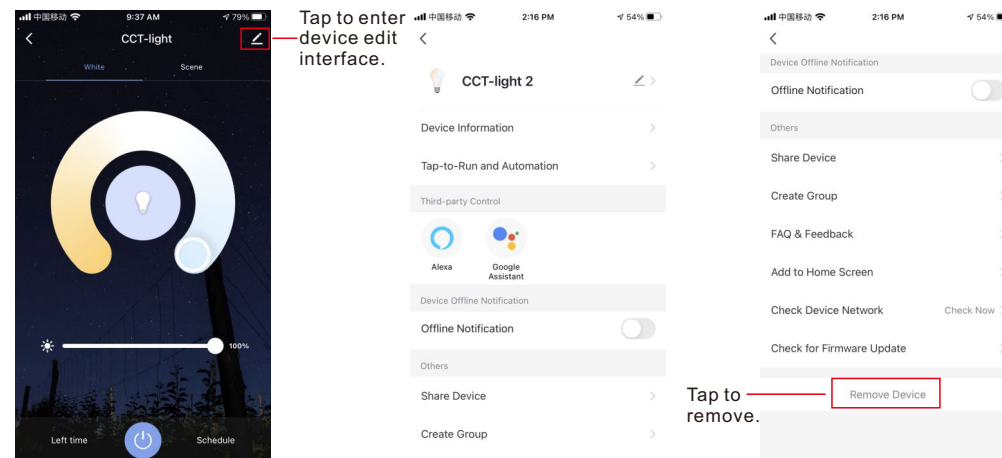 中国移动
9:37 AM
79%
CCT-light
White
Scene
100%
Left time
Schedule
Tap to enter
device edit
interface.
中国移动
2:16 PM
54%
CCT-light 2
Device Information
Tap-to-Run and Automation
Third-party Control
Alexa
Google
Assistant
Device Offline Notification
Offline Notification
Others
Share Device
Create Group
中国移动
2:16 PM
54%
Device Offline Notification
Offline Notification
Others
Share Device
Create Group
FAQ & Feedback
Add to Home Screen
Check Device Network
Check Now
Check for Firmware Update
Tap to
remove.
Remove Device